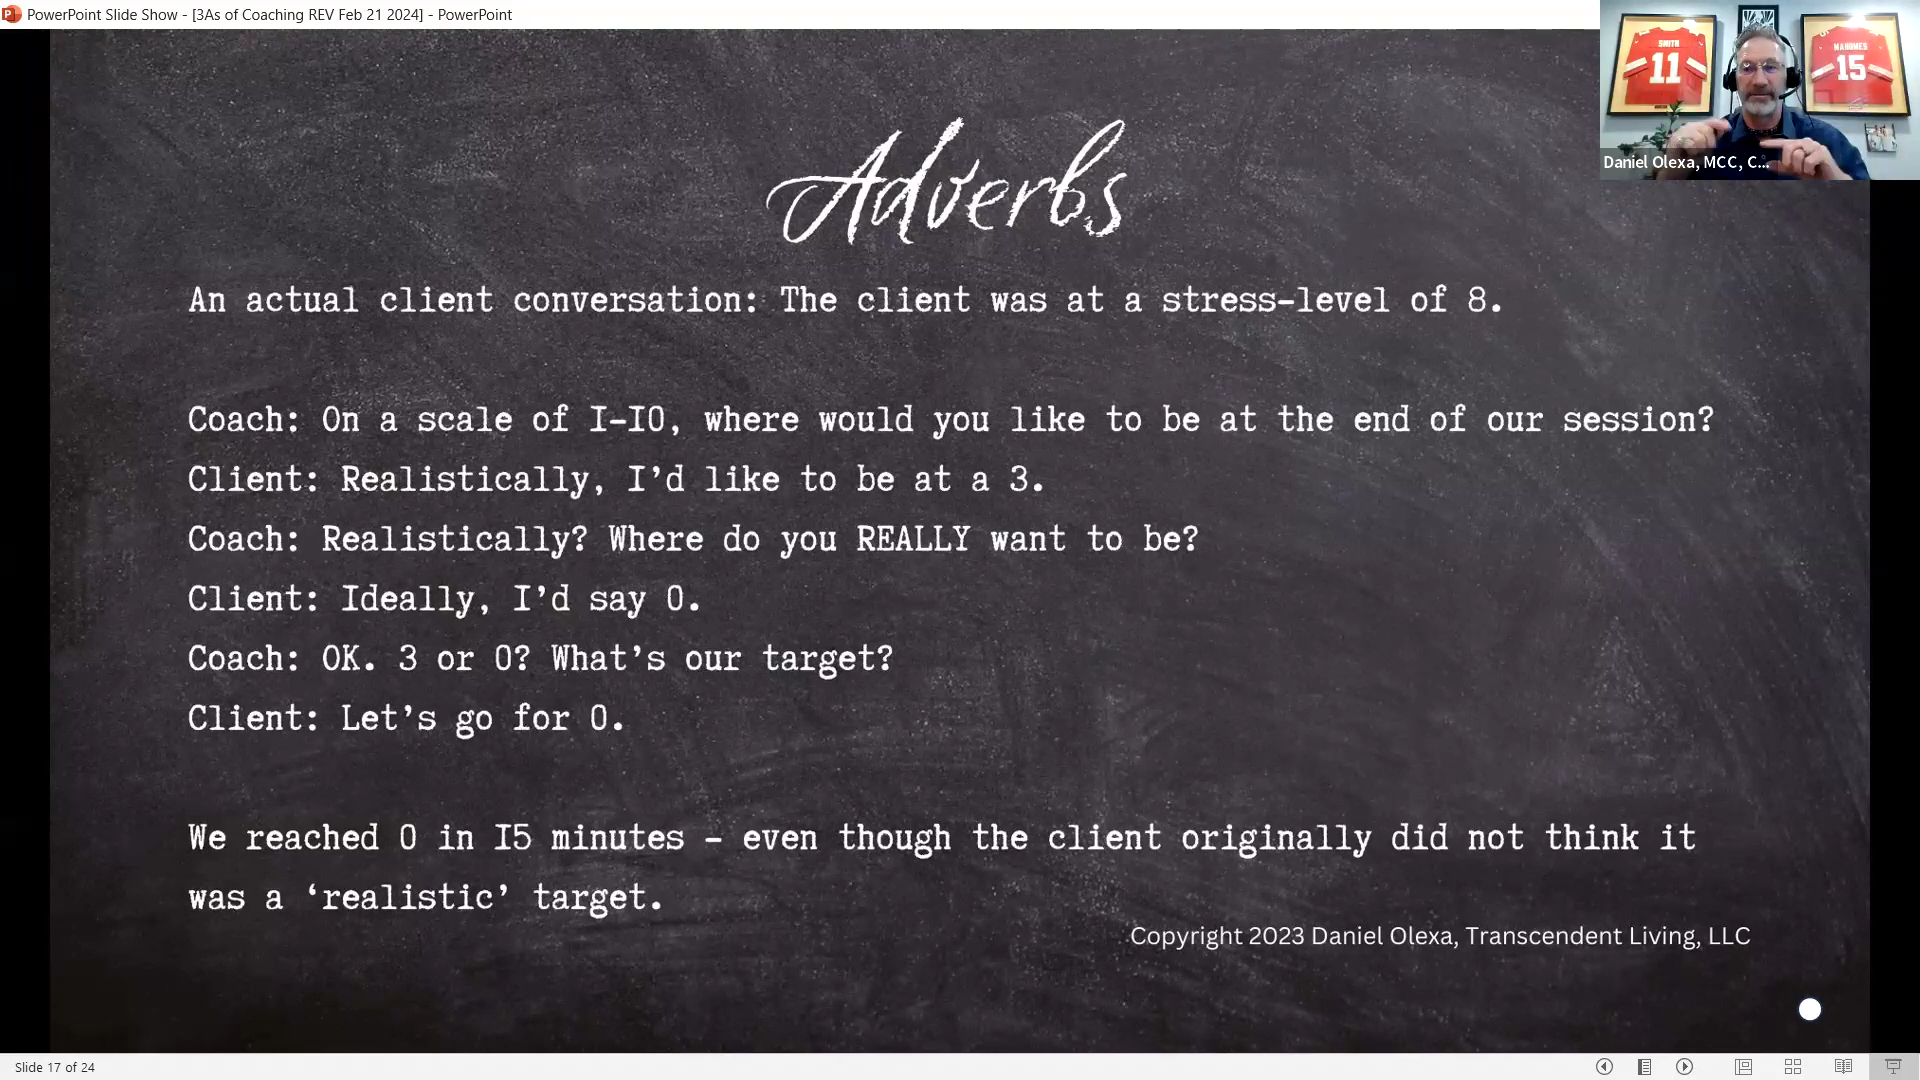 PowerPoint Slide Show - [3As of Coaching REV Feb 21 2024] - PowerPoint
SMITH
11
MAHOMES
15
Daniel Olexa, MCC, C...
Adverbs
An actual client conversation: The client was at a stress-level of 8.
Coach: On a scale of 1-10, where would you like to be at the end of our session?
Client: Realistically, I'd like to be at a 3.
Coach: Realistically? Where do you REALLY want to be?
Client: Ideally, I'd say 0.
Coach: OK. 3 or 0? What's our target?
Client: Let's go for 0.
We reached 0 in 15 minutes – even though the client originally did not think it
was a ‘realistic’ target.
Copyright 2023 Daniel Olexa, Transcendent Living, LLC
Slide 17 of 24